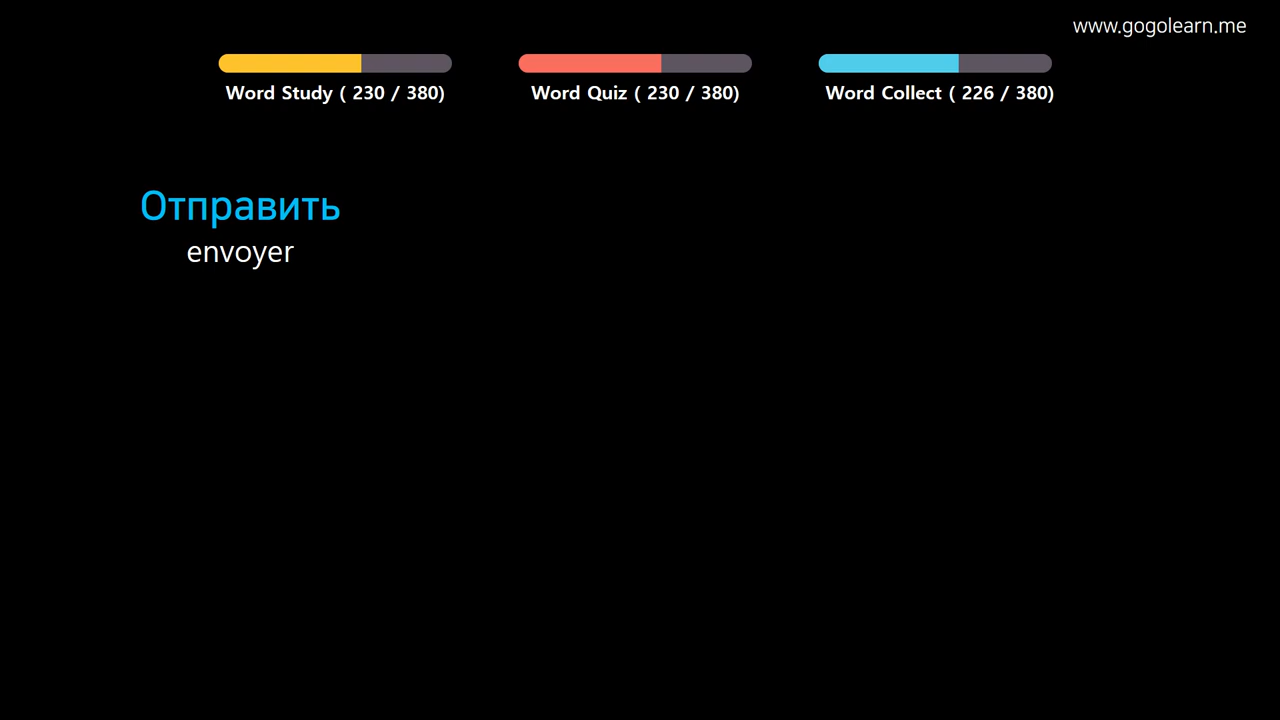 www.gogolearn.me
Word Study ( 230 / 380)
Word Quiz ( 230 / 380)
Word Collect ( 226 / 380)
Отправить
envoyer